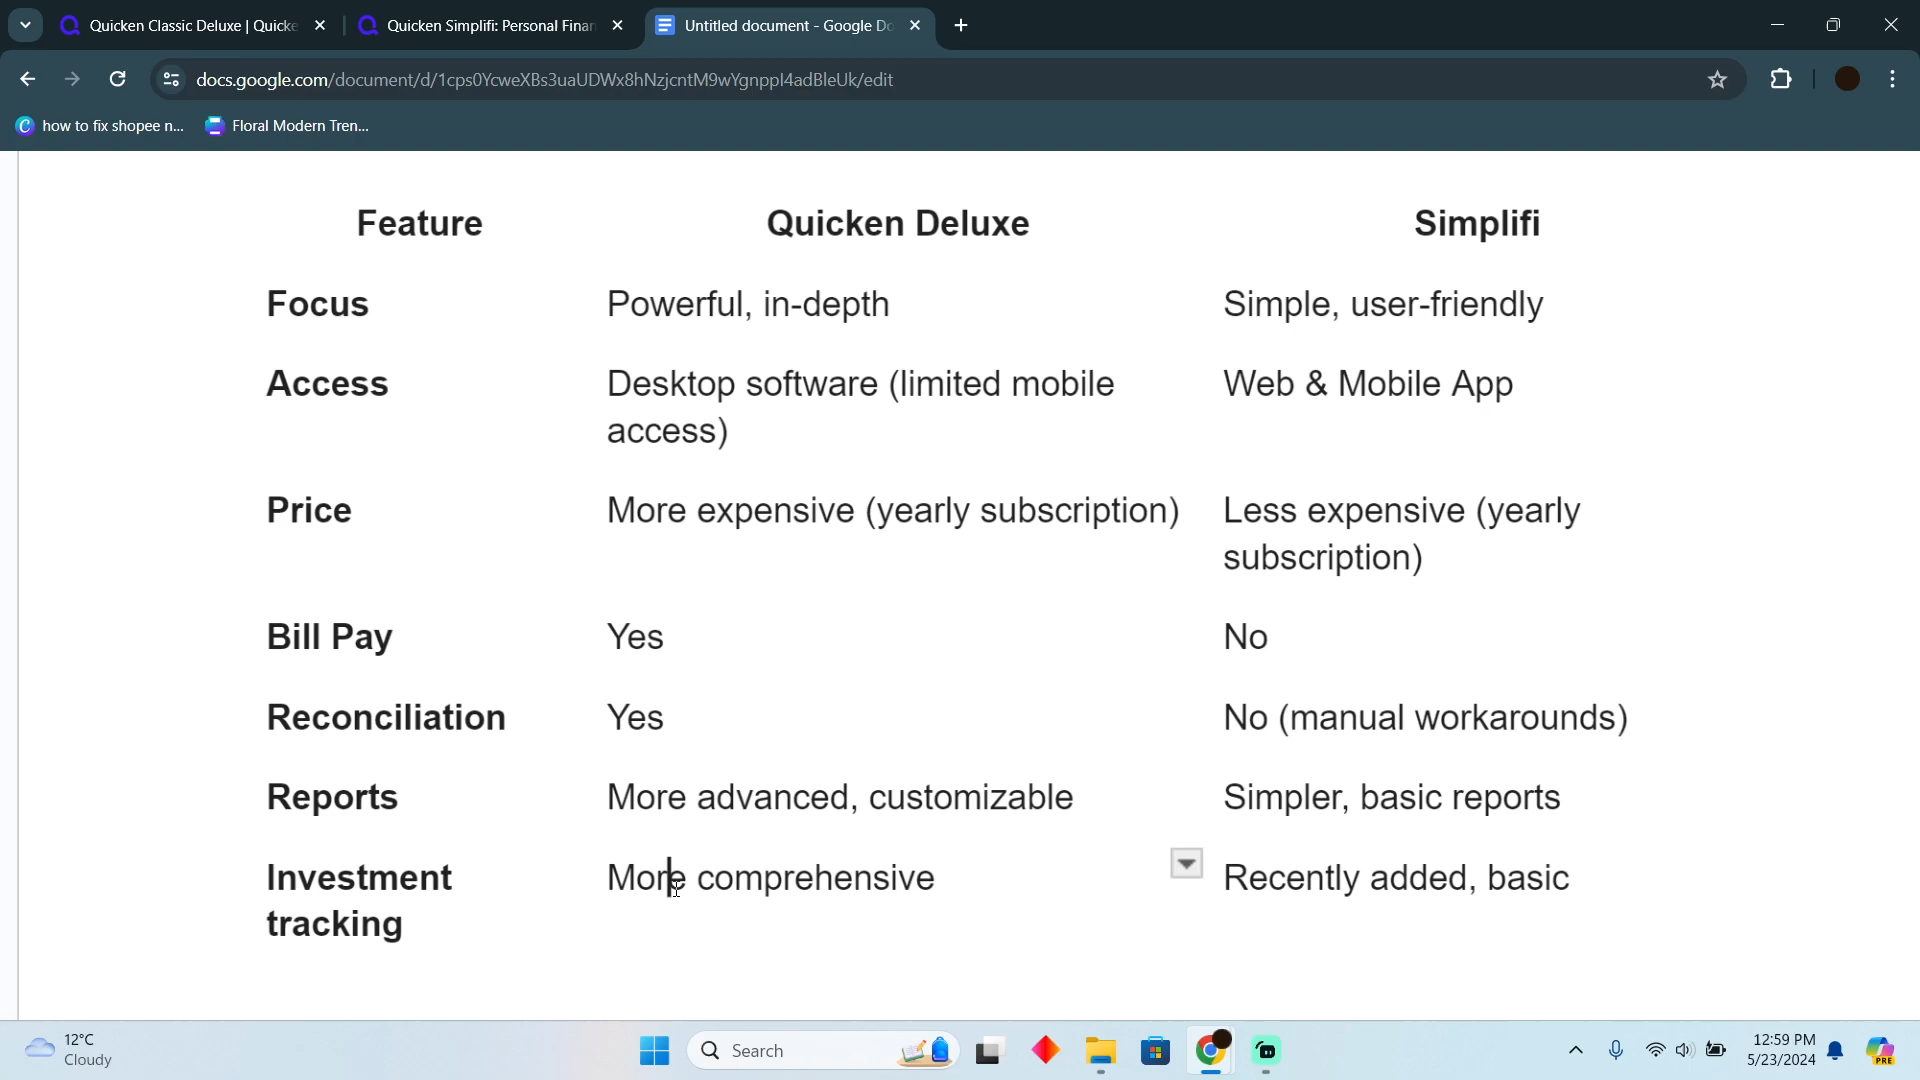 Quicken Classic Deluxe | Quicke
Quicken Simplifi: Personal Finan
Untitled document - Google Do
docs.google.com/document/d/1cps0YcweXBs3uaUDWx8hNzjcntM9wYgnppI4adBleUk/edit
how to fix shopee n...
Floral Modern Tren...
Feature Quicken Deluxe Simplifi
Focus Powerful, in-depth Simple, user-friendly
Access Desktop software (limited mobile Web & Mobile App
access)
Price More expensive (yearly subscription) Less expensive (yearly
subscription)
Bill Pay Yes No
Reconciliation Yes No (manual workarounds)
Reports More advanced, customizable Simpler, basic reports
Investment More comprehensive Recently added, basic
tracking
12°C
Cloudy
Search
12:59 PM
5/23/2024
PRE